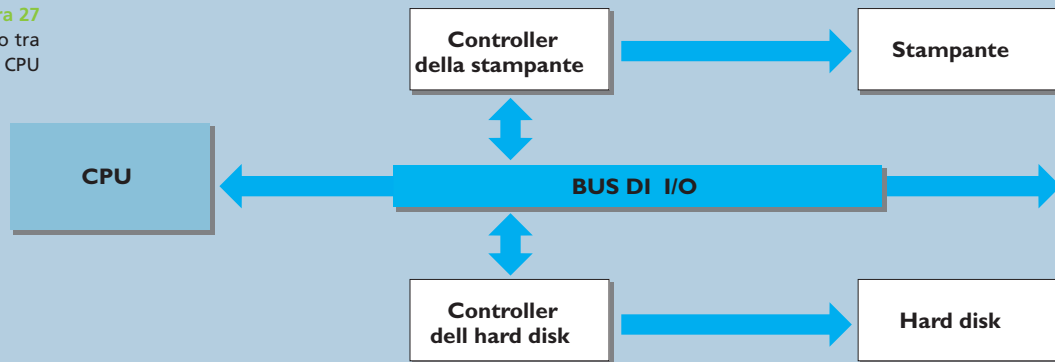 ra 27
o tra
CPU
Controller
della stampante
Stampante
CPU
BUS DI I/O
Controller
dell hard disk
Hard disk